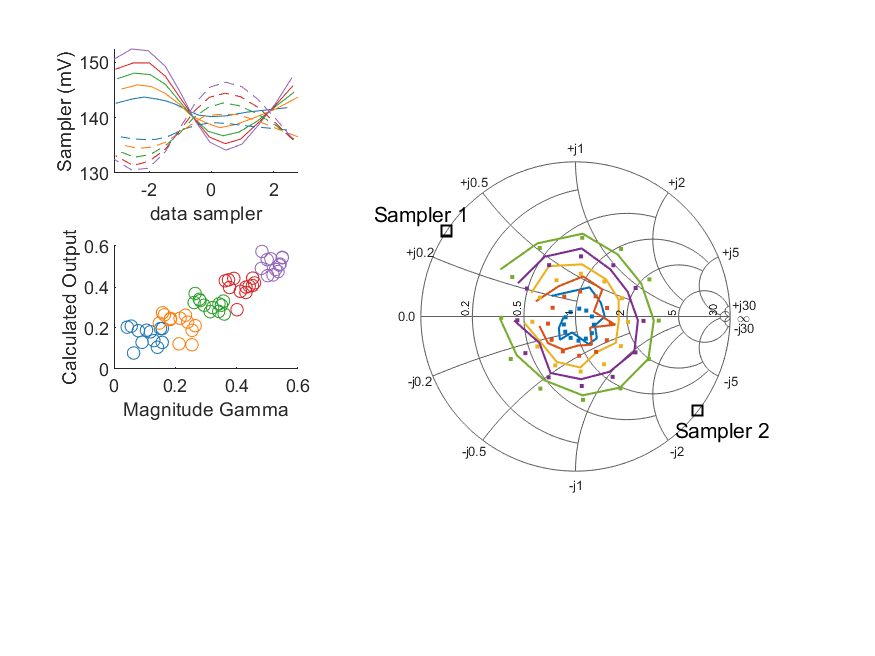 150
140
130
Sampler (mV)
-2
0
2
data sampler
0.6
0.4
0.2
0
Calculated Output
0
0.2
0.4
0.6
Magnitude Gamma
+j1
+j0.5
+j2
Sampler 1
+j0.2
+j5
0.0
0.2
0.5
1
2
5
30
+j30
∞
-j30
-j0.2
-j5
Sampler 2
-j0.5
-j2
-j1